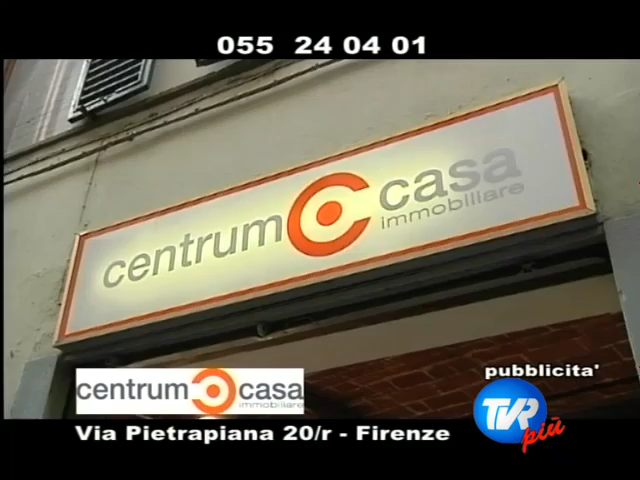 055 24 04 01
centrum casa
immobiliare
pubblicita'
centrum casa
immobiliare
TVR
più
Via Pietrapiana 20/r - Firenze